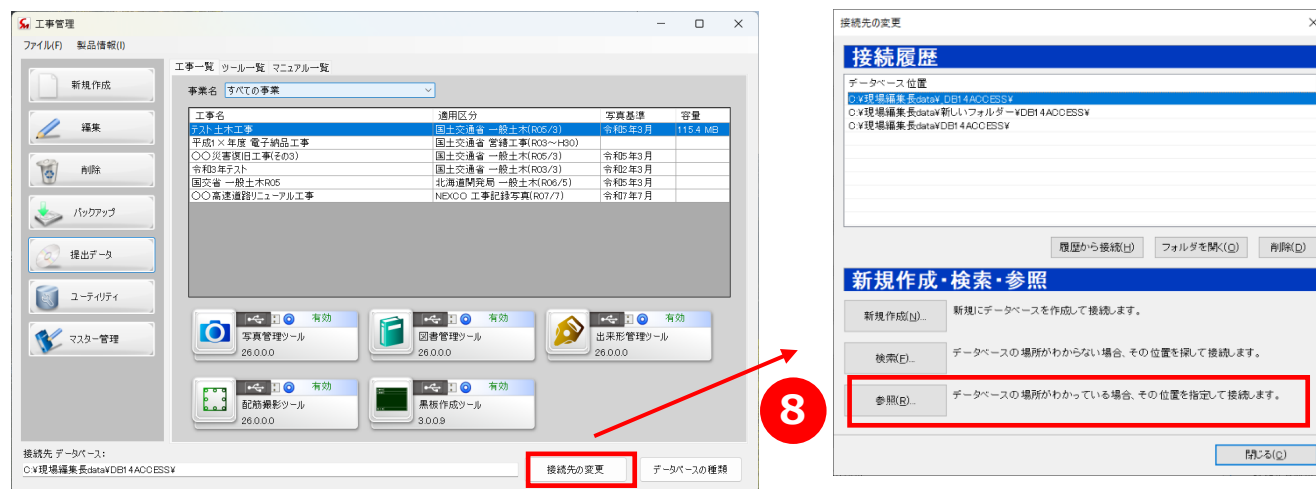 工事管理
ファイル(F) 製品情報(I)
新規作成
編集
削除
バックアップ
提出データ
ユーティリティ
マスター管理
工事一覧 ツール一覧 マニュアル一覧
事業名 すべての事業
工事名 適用区分 写真基準 容量
テスト土木工事 国土交通省 一般土木(R05/3) 令和5年3月 115.4 MB
平成1×年度 電子納品工事 国土交通省 営繕工事(R03～H30)
〇〇災害復旧工事(その3) 国土交通省 一般土木(R05/3) 令和5年3月
令和3年テスト 国土交通省 一般土木(R03/3) 令和2年3月
国交省 一般土木R05 北海道開発局 一般土木(R06/5) 令和5年3月
〇〇高速道路リニューアル工事 NEXCO 工事記録写真(R07/7) 令和7年7月
有効
写真管理ツール
26.0.0.0
有効
図書管理ツール
26.0.0.0
有効
出来形管理ツール
26.0.0.0
有効
配筋撮影ツール
26.0.0.0
有効
黒板作成ツール
3.0.0.9
接続先 データベース:
C:¥現場編集長data¥DB14ACCESS¥
接続先の変更 データベースの種類
8
接続先の変更
接続履歴
データベース位置
C:¥現場編集長data¥_DB14ACCESS¥
C:¥現場編集長data¥新しいフォルダー¥DB14ACCESS¥
C:¥現場編集長data¥DB14ACCESS¥
履歴から接続(H) フォルダを開く(O) 削除(D)
新規作成・検索・参照
新規作成(N)... 新規にデータベースを作成して接続します。
検索(F)... データベースの場所がわからない場合、その位置を探して接続します。
参照(R)... データベースの場所がわかっている場合、その位置を指定して接続します。
閉じる(C)